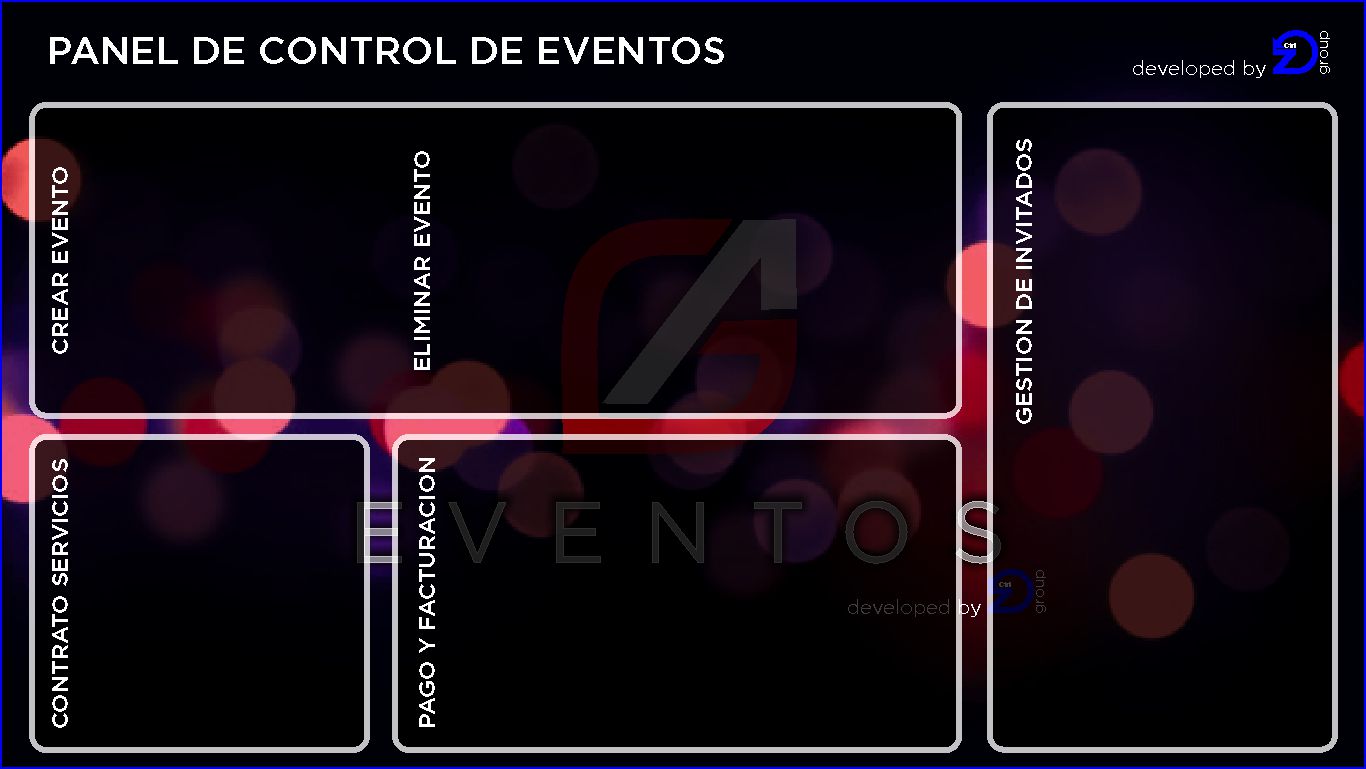 PANEL DE CONTROL DE EVENTOS
developed by
Ctrl
group
CREAR EVENTO
ELIMINAR EVENTO
GESTION DE INVITADOS
CONTRATO SERVICIOS
PAGO Y FACTURACION
EVENTOS
developed by
Ctrl
group